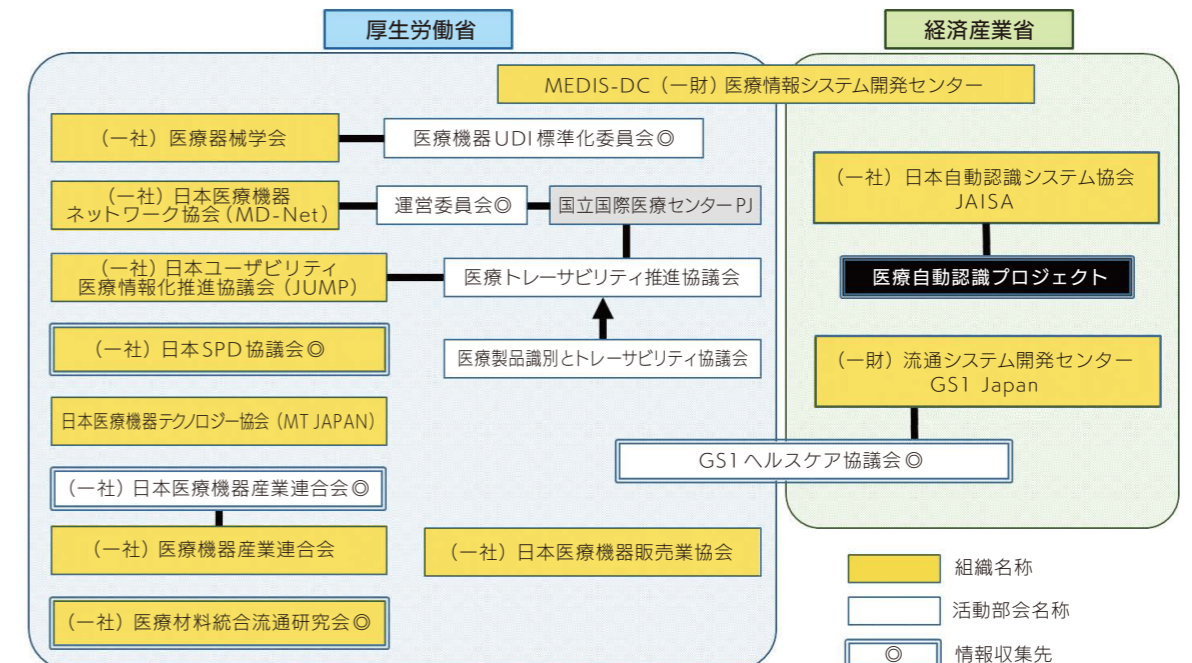 厚生労働省
経済産業省
MEDIS-DC（一財）医療情報システム開発センター
（一社）医療器械学会
医療機器UDI標準化委員会◎
（一社）日本医療機器
ネットワーク協会（MD-Net）
運営委員会◎
国立国際医療センターPJ
（一社）日本ユーザビリティ
医療情報化推進協議会（JUMP）
医療トレーサビリティ推進協議会
（一社）日本SPD協議会◎
医療製品識別とトレーサビリティ協議会
日本医療機器テクノロジー協会（MT JAPAN）
（一社）日本医療機器産業連合会◎
（一社）医療機器産業連合会
（一社）日本医療機器販売業協会
（一社）医療材料統合流通研究会◎
（一社）日本自動認識システム協会
JAISA
医療自動認識プロジェクト
（一財）流通システム開発センター
GS1 Japan
GS1ヘルスケア協議会◎
組織名称
活動部会名称
◎ 情報収集先